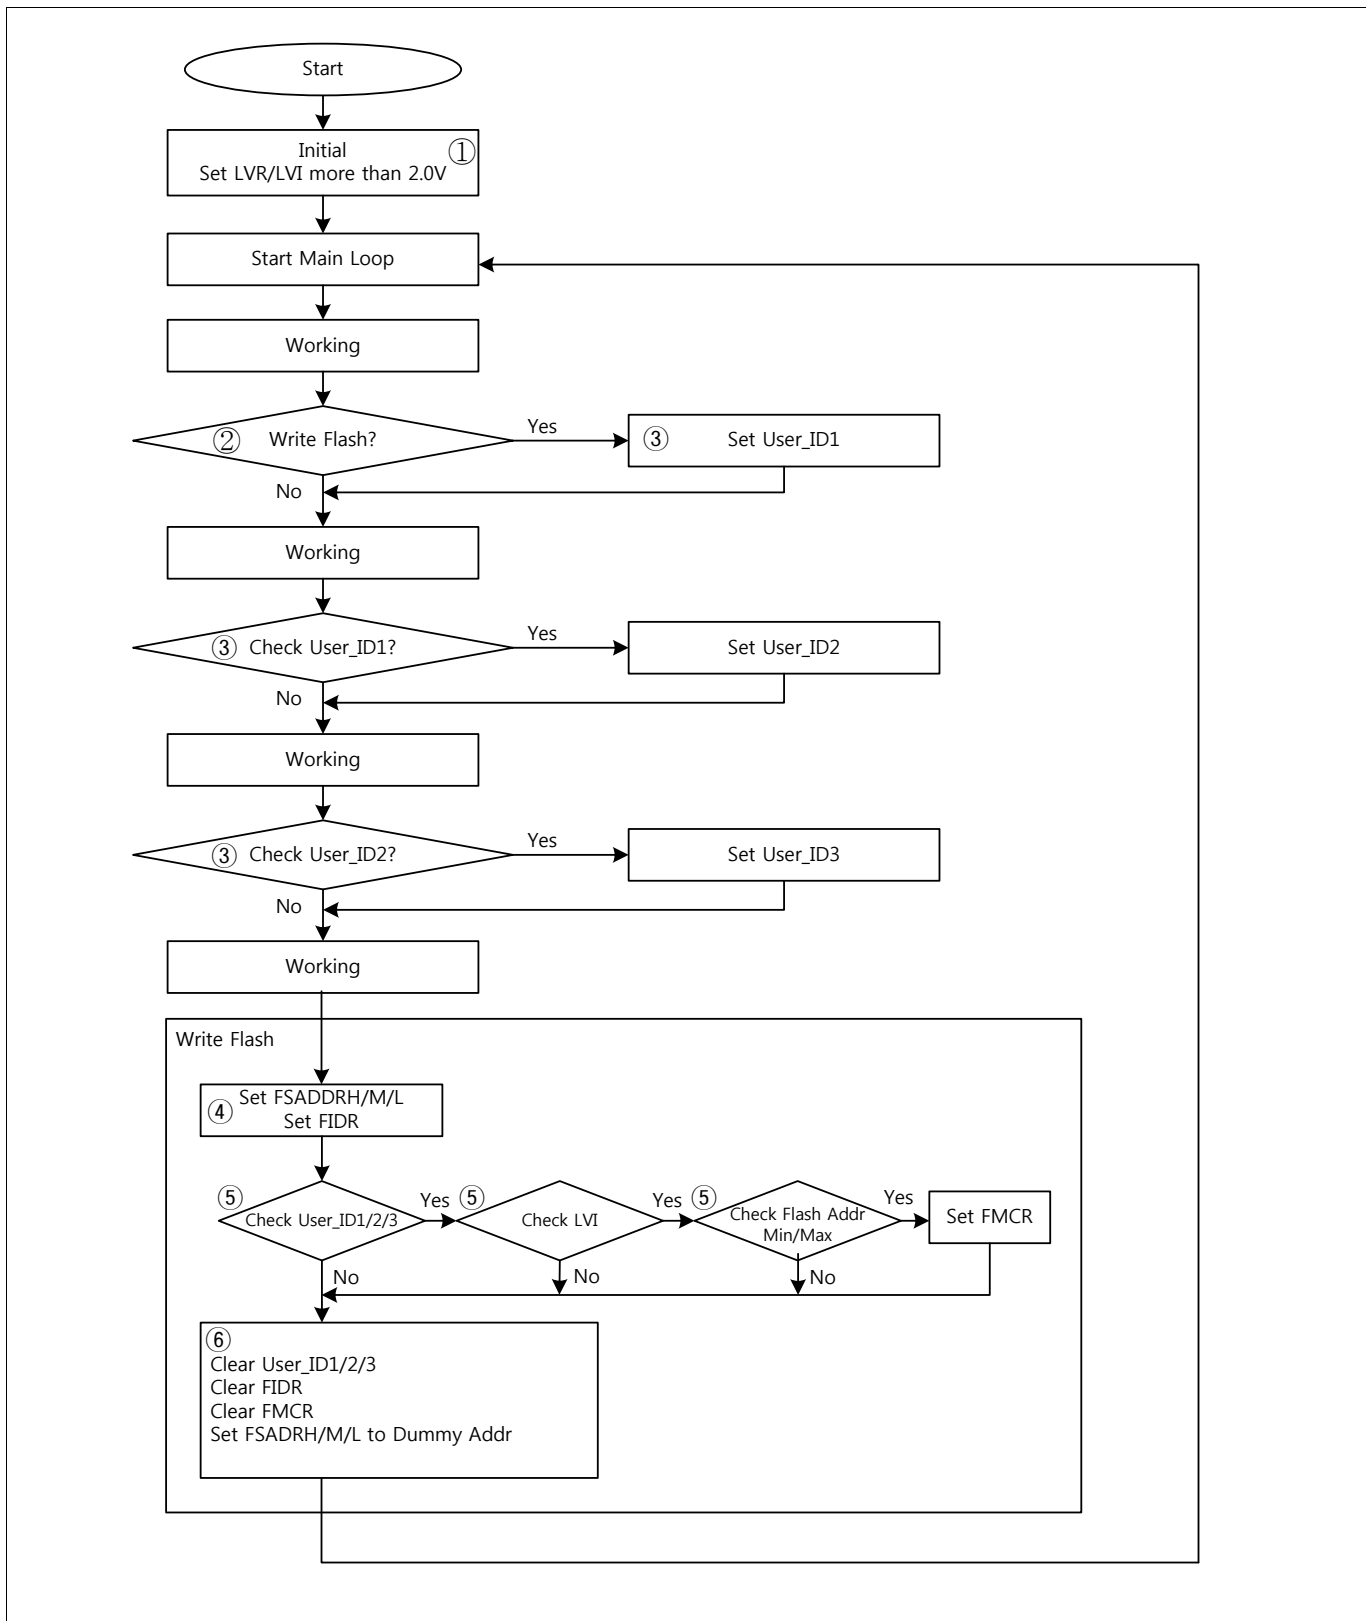 Start
①
Initial
Set LVR/LVI more than 2.0V
Start Main Loop
Working
② Write Flash?
Yes
③ Set User_ID1
No
Working
③ Check User_ID1?
Yes
Set User_ID2
No
Working
③ Check User_ID2?
Yes
Set User_ID3
No
Working
Write Flash
④
Set FSADDRH/M/L
Set FIDR
⑤
Check User_ID1/2/3
Yes
⑤
Check LVI
Yes
⑤
Check Flash Addr
Min/Max
Yes
Set FMCR
No
No
No
⑥
Clear User_ID1/2/3
Clear FIDR
Clear FMCR
Set FSADRH/M/L to Dummy Addr